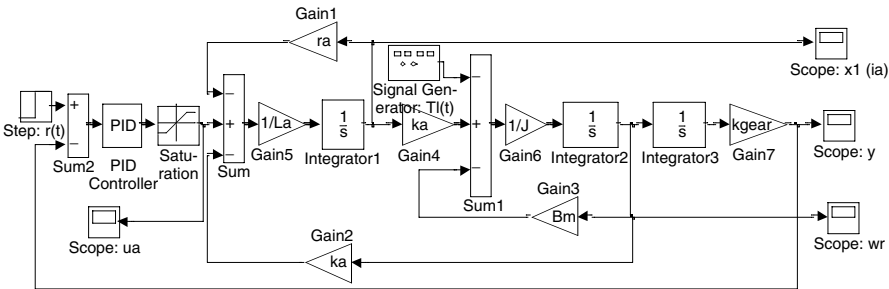 Gain1
ra
Scope: x1 (ia)
Signal Gen-
erator: Tl(t)
Step: r(t)
+
−
Sum2
PID
PID
Controller
Satu-
ration
−
+
−
Sum
1/La
Gain5
1
s
Integrator1
ka
Gain4
−
+
−
Sum1
1/J
Gain6
1
s
Integrator2
1
s
Integrator3
kgear
Gain7
Scope: y
Gain3
Bm
Scope: wr
Scope: ua
Gain2
ka